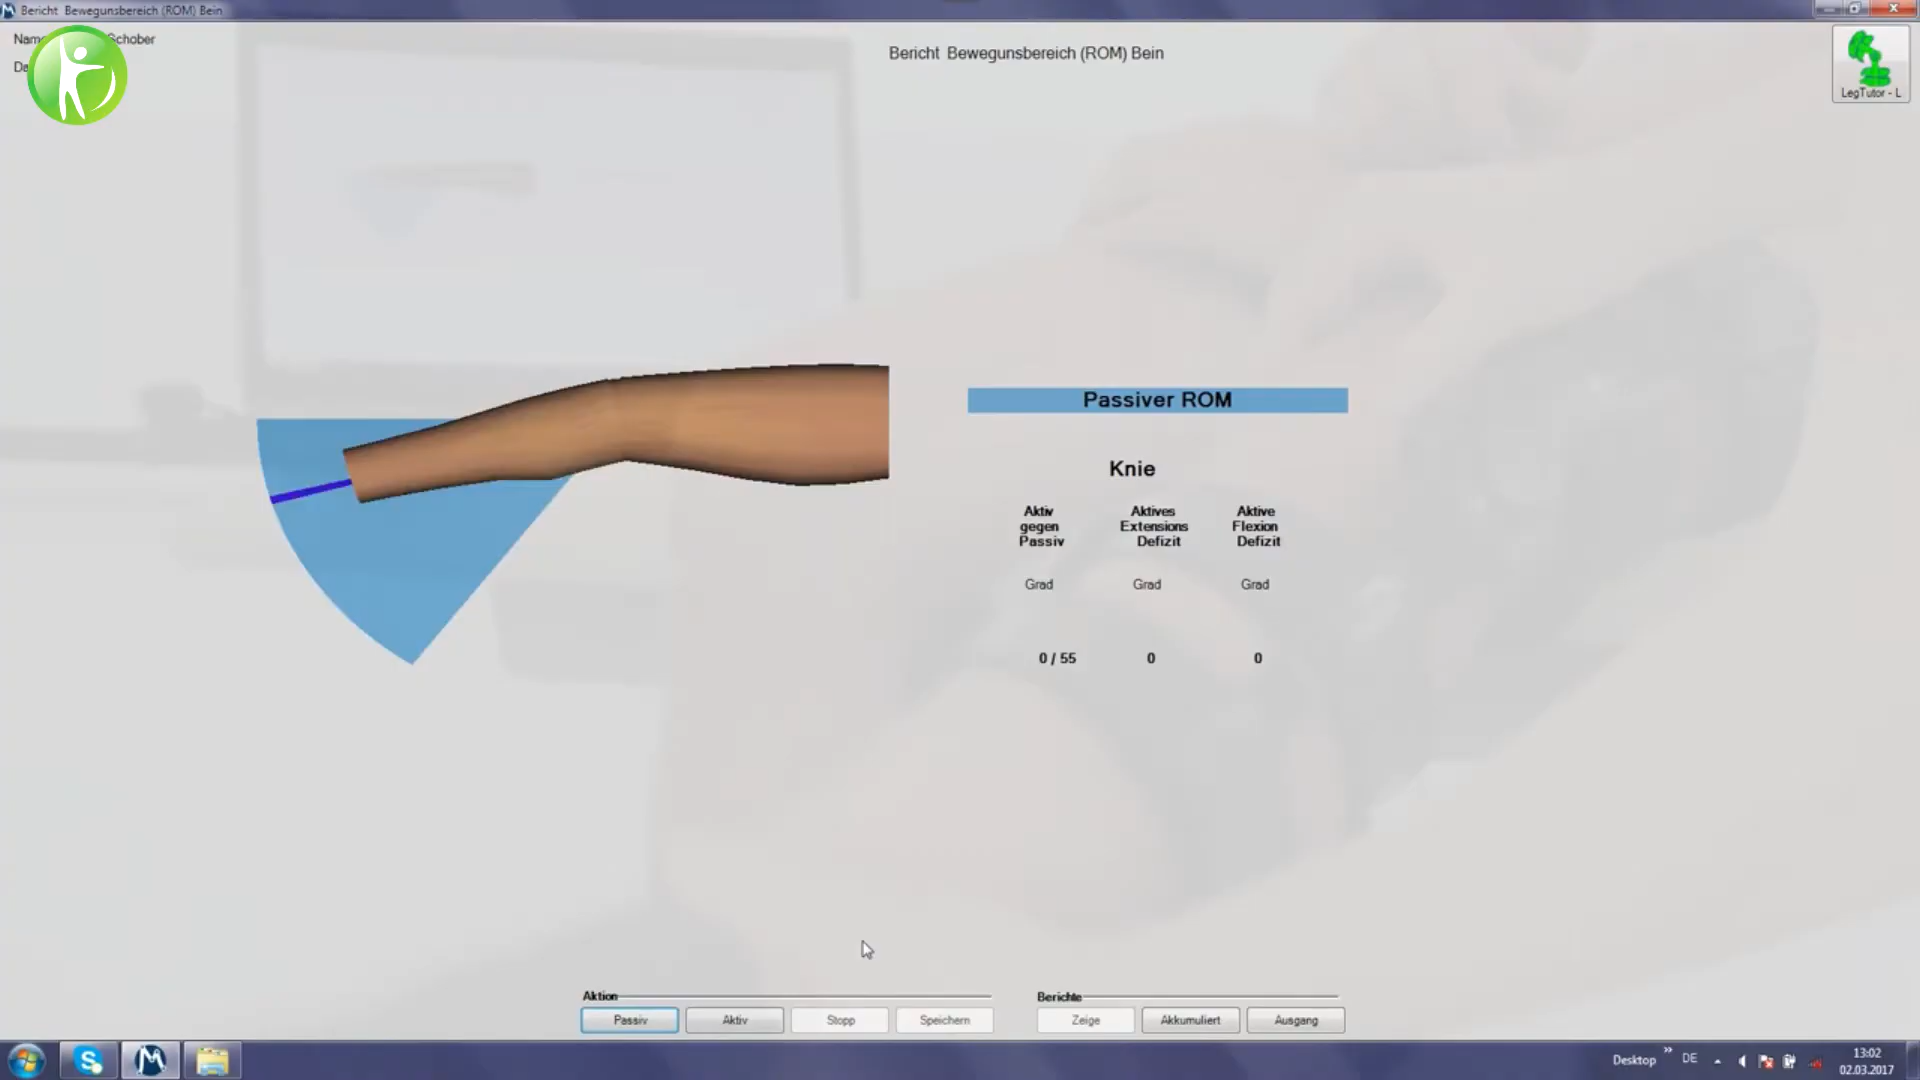 Bericht Bewegunsbereich (ROM) Bein
Schober
Bericht Bewegunsbereich (ROM) Bein
LegTutor - L
Passiver ROM
Knie
Aktiv gegen Passiv
Aktives Extensions Defizit
Aktive Flexion Defizit
Grad Grad Grad
0 / 55 0 0
Aktion
Passiv Aktiv Stopp Speichern
Berichte
Zeige Akkumuliert Ausgang
Desktop » DE
13:02
02.03.2017